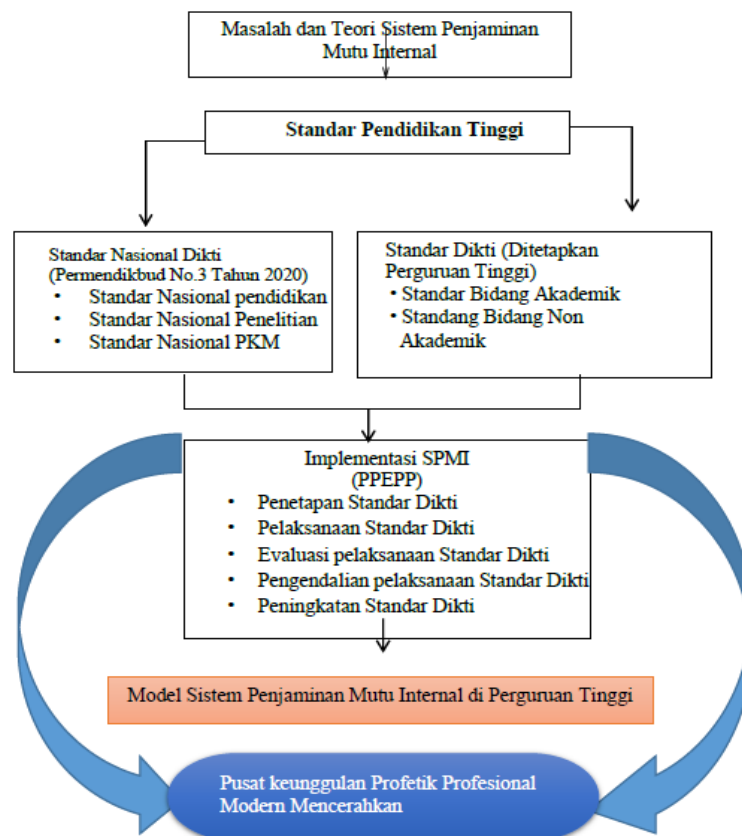 Masalah dan Teori Sistem Penjaminan
Mutu Internal
Standar Pendidikan Tinggi
Standar Nasional Dikti
(Permendikbud No.3 Tahun 2020)
• Standar Nasional pendidikan
• Standar Nasional Penelitian
• Standar Nasional PKM
Standar Dikti (Ditetapkan
Perguruan Tinggi)
• Standar Bidang Akademik
• Standang Bidang Non
Akademik
Implementasi SPMI
(PPEPP)
• Penetapan Standar Dikti
• Pelaksanaan Standar Dikti
• Evaluasi pelaksanaan Standar Dikti
• Pengendalian pelaksanaan Standar Dikti
• Peningkatan Standar Dikti
Model Sistem Penjaminan Mutu Internal di Perguruan Tinggi
Pusat keunggulan Profetik Profesional
Modern Mencerahkan